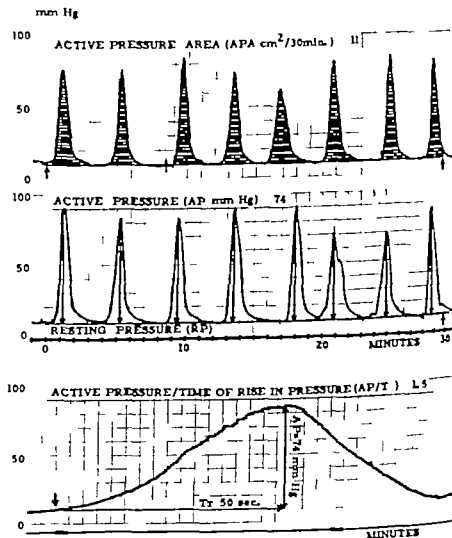 mm Hg
100
ACTIVE PRESSURE AREA (APA cm²/30min.) 11
50
0
100
ACTIVE PRESSURE (AP mm Hg) 74
50
RESTING PRESSURE (RP)
0
0 10 20 30
MINUTES
100
ACTIVE PRESSURE/TIME OF RISE IN PRESSURE (AP/T) 1.5
50
AP=74 mm Hg
Tr 50 sec.
0
MINUTES